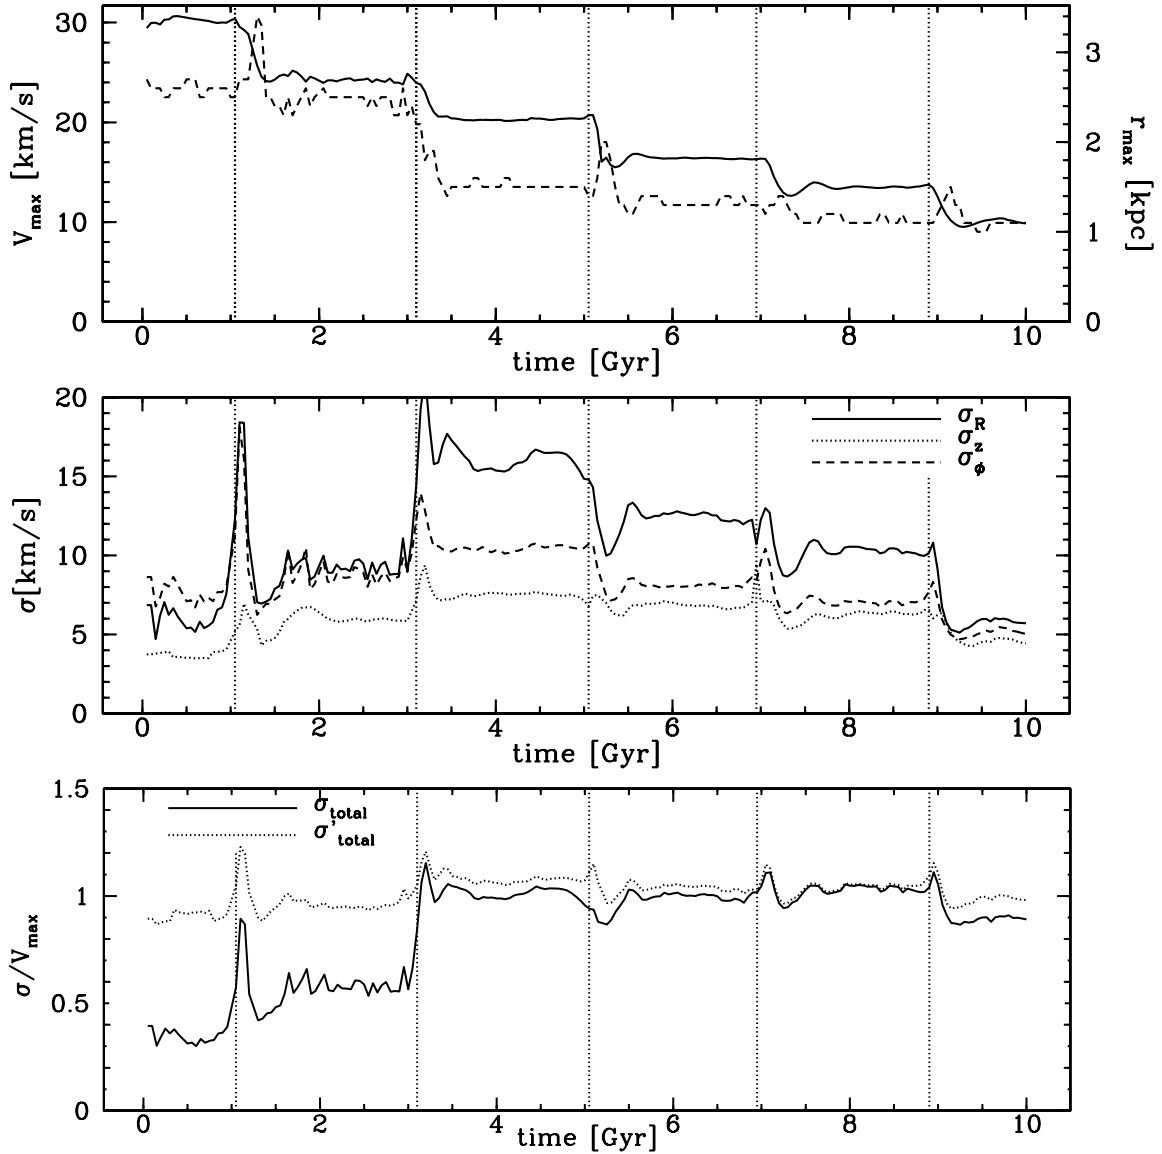 30
20
10
0
V_max [km/s]
3
2
1
0
r_max [kpc]
0 2 4 6 8 10
time [Gyr]
20
15
10
5
0
σ[km/s]
σ_R
σ_z
σ_ϕ
0 2 4 6 8 10
time [Gyr]
1.5
1
0.5
0
σ/V_max
σ_total
σ'_total
0 2 4 6 8 10
time [Gyr]